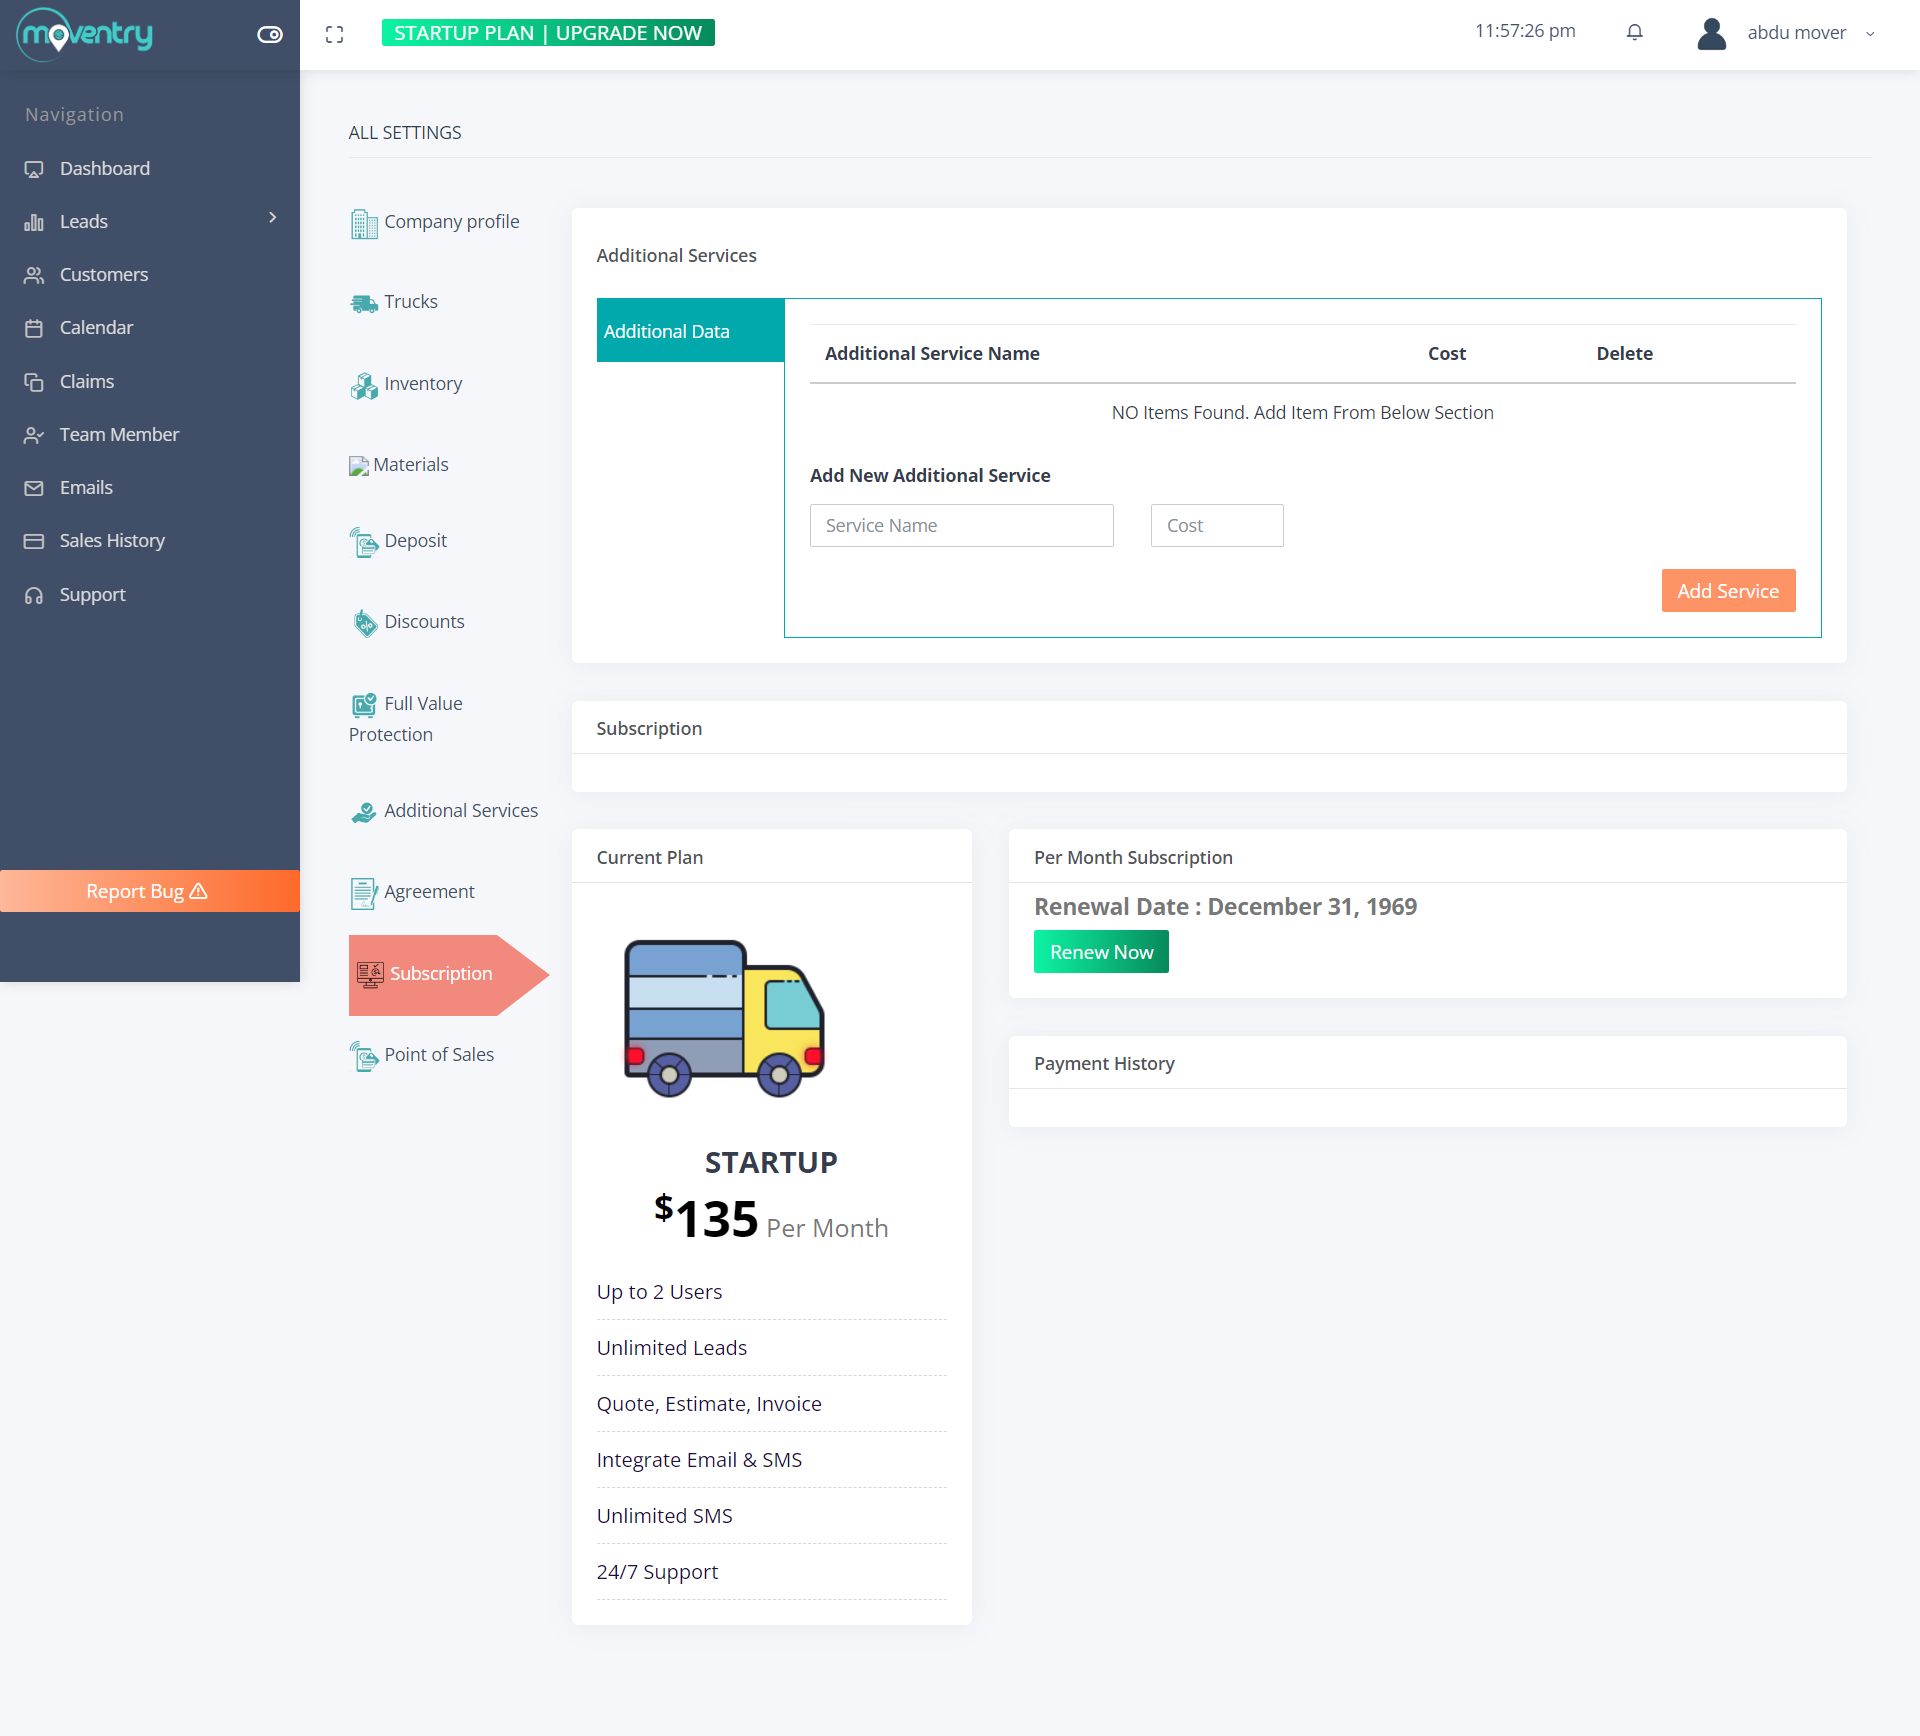 moventry
STARTUP PLAN | UPGRADE NOW
11:57:26 pm
abdu mover
Navigation
Dashboard
Leads
Customers
Calendar
Claims
Team Member
Emails
Sales History
Support
Report Bug
ALL SETTINGS
Company profile
Trucks
Inventory
Materials
Deposit
Discounts
Full Value
Protection
Additional Services
Agreement
Subscription
Point of Sales
Additional Services
Additional Data
Additional Service Name Cost Delete
NO Items Found. Add Item From Below Section
Add New Additional Service
Service Name Cost
Add Service
Subscription
Current Plan
STARTUP
$135 Per Month
Up to 2 Users
Unlimited Leads
Quote, Estimate, Invoice
Integrate Email & SMS
Unlimited SMS
24/7 Support
Per Month Subscription
Renewal Date : December 31, 1969
Renew Now
Payment History